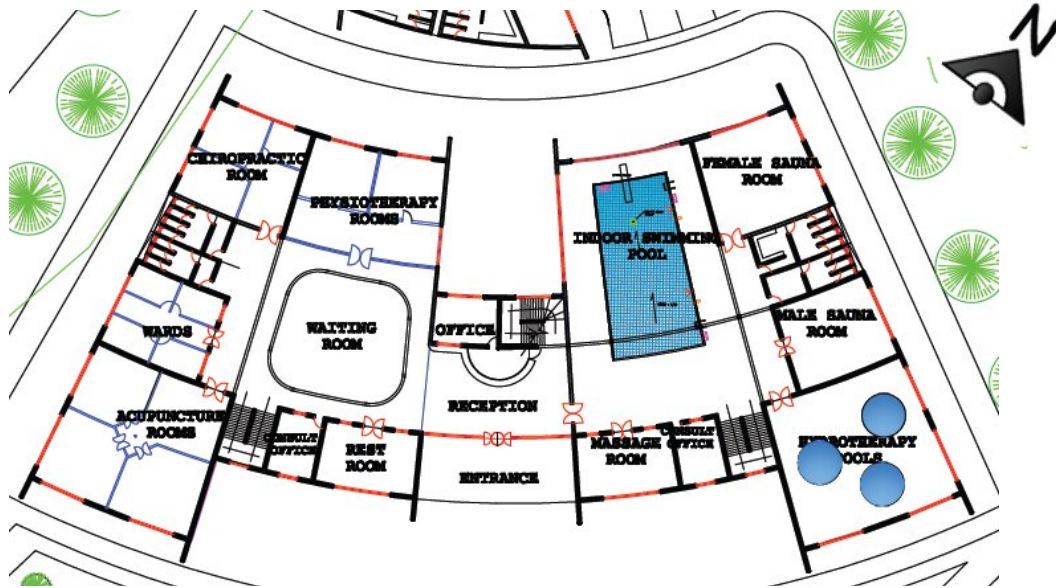 N
CHIROPRACTIC
ROOM
PHYSIOTHERAPY
ROOMS
FEMALE SAUNA
ROOM
INDOOR SWIMMING
POOL
WARDS
WAITING
ROOM
OFFICE
MALE SAUNA
ROOM
ACUPUNCTURE
ROOMS
CONSULT
OFFICE
REST
ROOM
RECEPTION
ENTRANCE
MASSAGE
ROOM
CONSULT
OFFICE
HYDROTHERAPY
POOLS